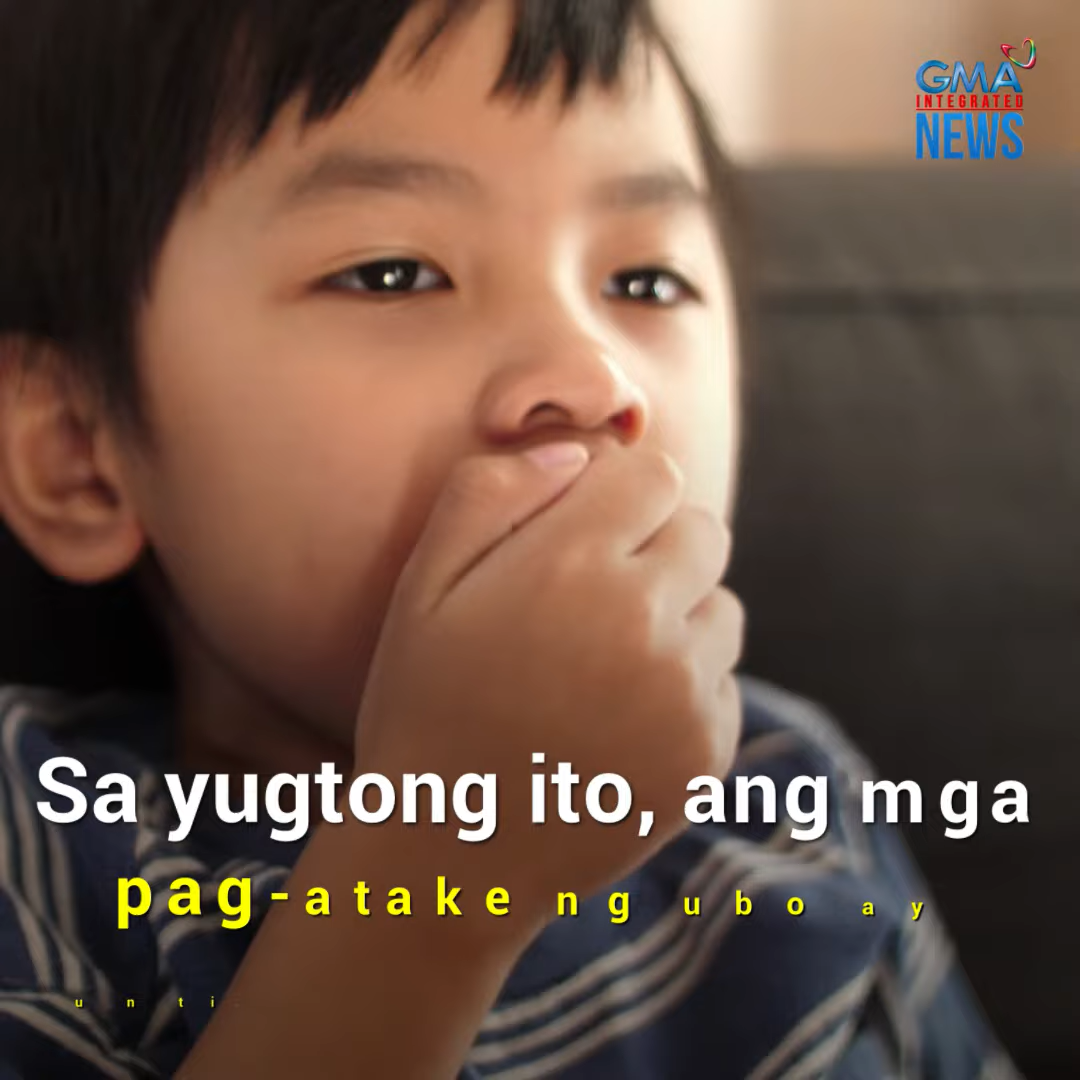 GMA
INTEGRATED
NEWS
Sa yugtong ito, ang mga
pag-atake ng ubo ay